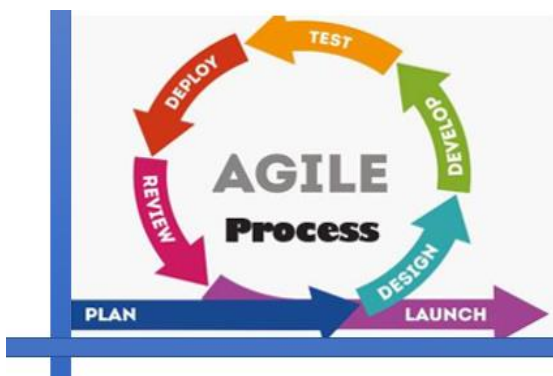 TEST
DEPLOY
DEVELOP
AGILE
REVIEW
Process
DESIGN
PLAN
LAUNCH